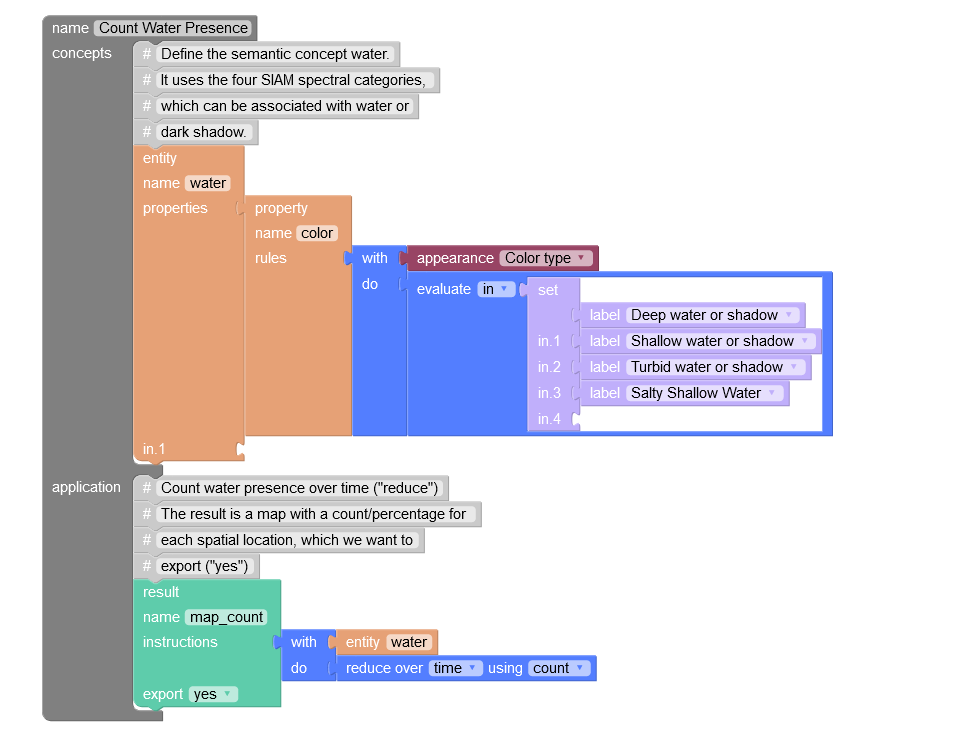 name Count Water Presence
concepts # Define the semantic concept water.
# It uses the four SIAM spectral categories,
# which can be associated with water or
# dark shadow.
entity
name water
properties property
name color
rules with appearance Color type
do evaluate in set
label Deep water or shadow
in.1 label Shallow water or shadow
in.2 label Turbid water or shadow
in.3 label Salty Shallow Water
in.4
in.1
application # Count water presence over time ("reduce")
# The result is a map with a count/percentage for
# each spatial location, which we want to
# export ("yes")
result
name map_count
instructions with entity water
do reduce over time using count
export yes